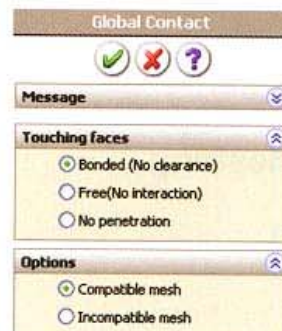 Global Contact
?
Message
Touching faces
Bonded (No clearance)
Free(No interaction)
No penetration
Options
Compatible mesh
Incompatible mesh